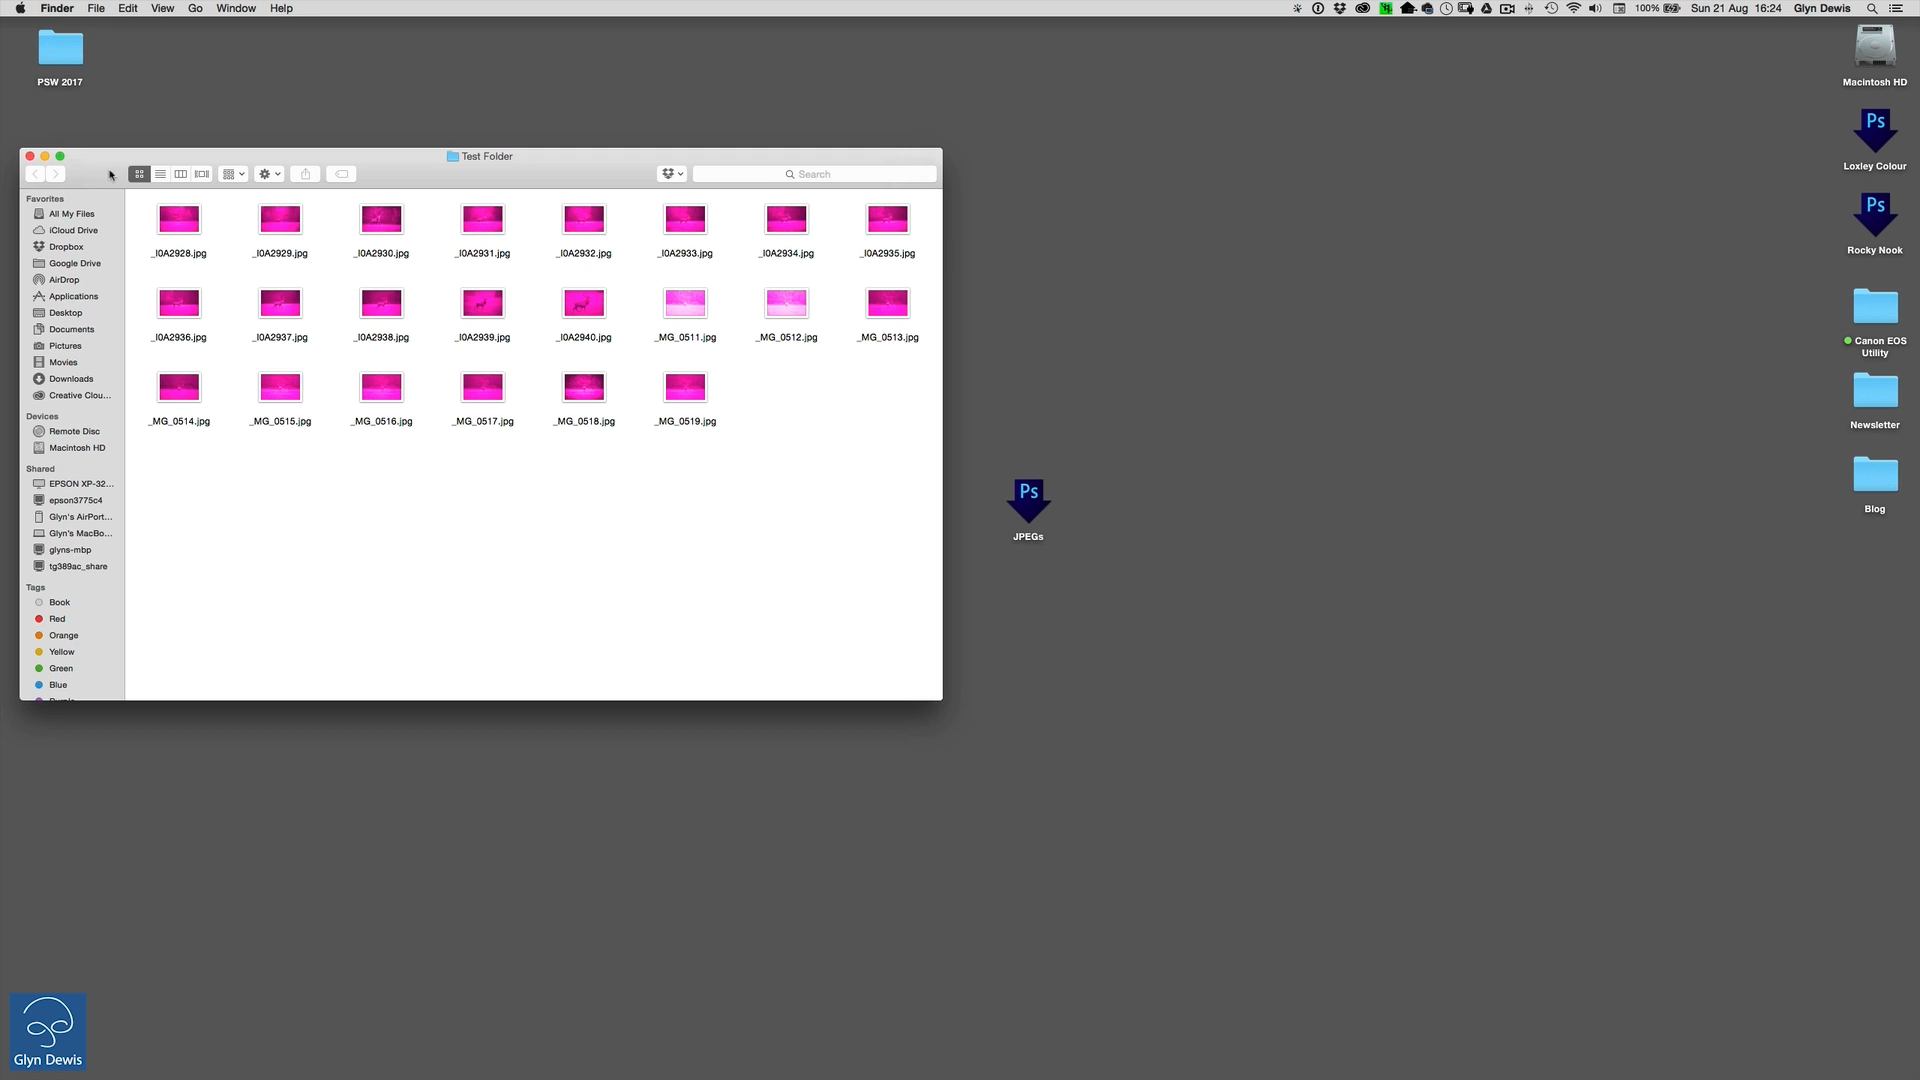 Finder File Edit View Go Window Help
100% Sun 21 Aug 16:24 Glyn Dewis
PSW 2017
Macintosh HD
Ps
Loxley Colour
Ps
Rocky Nook
Canon EOS
Utility
Newsletter
Blog
Test Folder
Search
Favorites
All My Files
iCloud Drive
Dropbox
Google Drive
AirDrop
Applications
Desktop
Documents
Pictures
Movies
Downloads
Creative Clou...
Devices
Remote Disc
Macintosh HD
Shared
EPSON XP-32...
epson3775c4
Glyn's AirPort...
Glyn's MacBo...
glyns-mbp
tg389ac_share
Tags
Book
Red
Orange
Yellow
Green
Blue
_I0A2928.jpg _I0A2929.jpg _I0A2930.jpg _I0A2931.jpg _I0A2932.jpg _I0A2933.jpg _I0A2934.jpg _I0A2935.jpg
_I0A2936.jpg _I0A2937.jpg _I0A2938.jpg _I0A2939.jpg _I0A2940.jpg _MG_0511.jpg _MG_0512.jpg _MG_0513.jpg
_MG_0514.jpg _MG_0515.jpg _MG_0516.jpg _MG_0517.jpg _MG_0518.jpg _MG_0519.jpg
Ps
JPEGs
Glyn Dewis